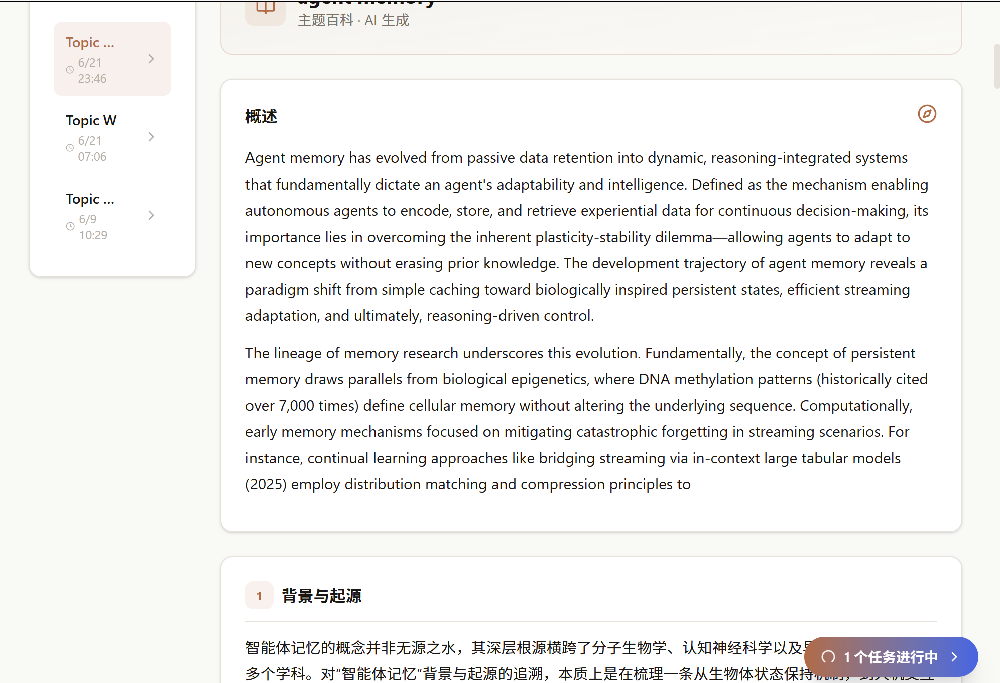 agent memory
主题百科 · AI 生成
Topic ...
6/21
23:46
Topic W
6/21
07:06
Topic ...
6/9
10:29
概述
Agent memory has evolved from passive data retention into dynamic, reasoning-integrated systems
that fundamentally dictate an agent's adaptability and intelligence. Defined as the mechanism enabling
autonomous agents to encode, store, and retrieve experiential data for continuous decision-making, its
importance lies in overcoming the inherent plasticity-stability dilemma—allowing agents to adapt to
new concepts without erasing prior knowledge. The development trajectory of agent memory reveals a
paradigm shift from simple caching toward biologically inspired persistent states, efficient streaming
adaptation, and ultimately, reasoning-driven control.
The lineage of memory research underscores this evolution. Fundamentally, the concept of persistent
memory draws parallels from biological epigenetics, where DNA methylation patterns (historically cited
over 7,000 times) define cellular memory without altering the underlying sequence. Computationally,
early memory mechanisms focused on mitigating catastrophic forgetting in streaming scenarios. For
instance, continual learning approaches like bridging streaming via in-context large tabular models
(2025) employ distribution matching and compression principles to
1 背景与起源
智能体记忆的概念并非无源之水，其深层根源横跨了分子生物学、认知神经科学以及
多个学科。对“智能体记忆”背景与起源的追溯，本质上是在梳理一条从生物体状态保持
1 个任务进行中